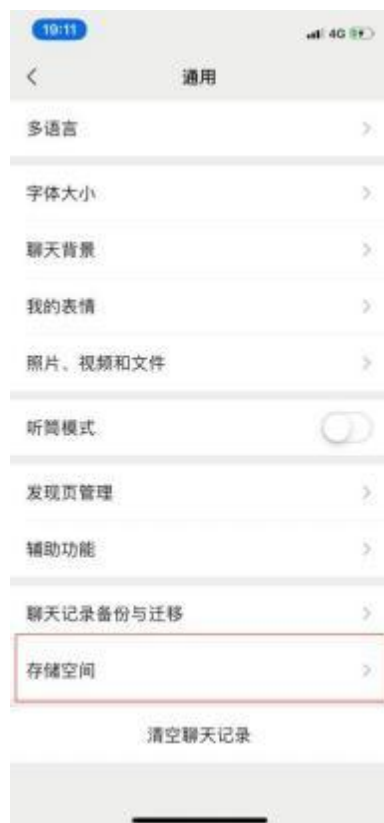 19:11
4G
通用
多语言
字体大小
聊天背景
我的表情
照片、视频和文件
听筒模式
发现页管理
辅助功能
聊天记录备份与迁移
存储空间
清空聊天记录